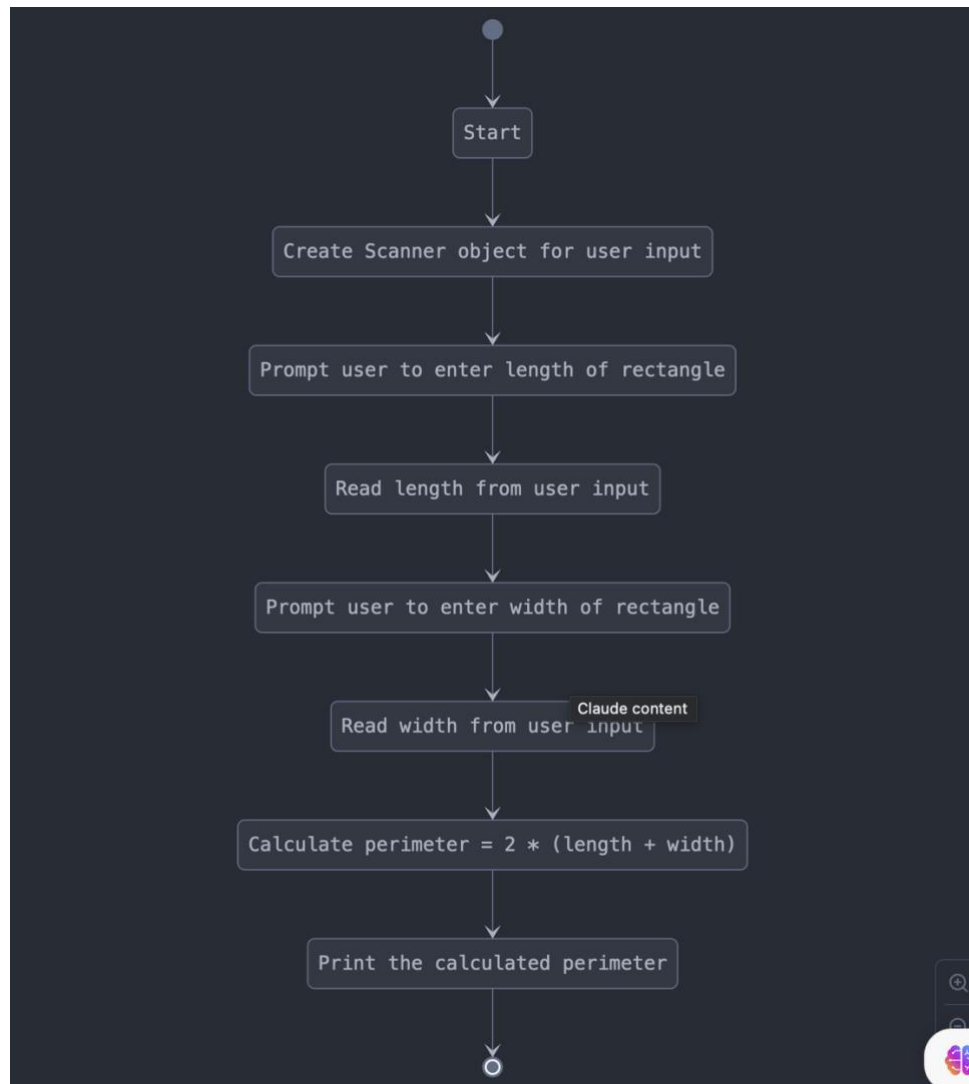 Start
Create Scanner object for user input
Prompt user to enter length of rectangle
Read length from user input
Prompt user to enter width of rectangle
Claude content
Read width from user input
Calculate perimeter = 2 * (length + width)
Print the calculated perimeter